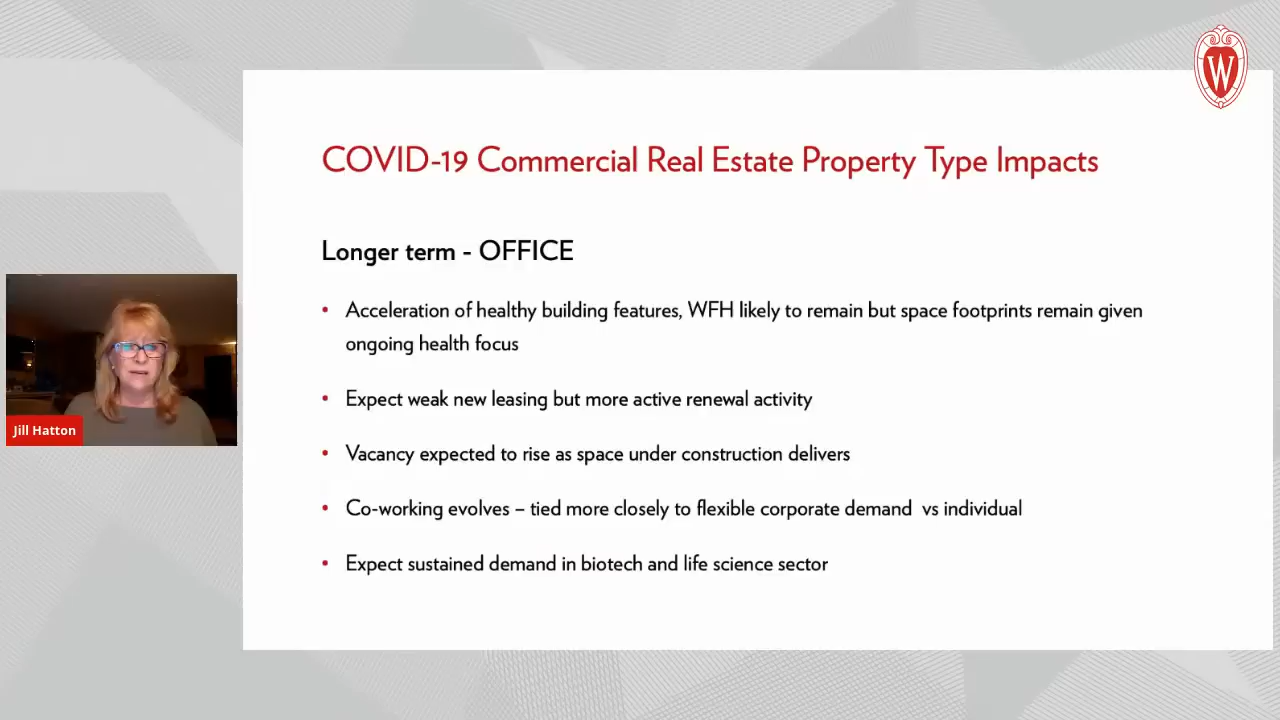 W
COVID-19 Commercial Real Estate Property Type Impacts
Longer term - OFFICE
• Acceleration of healthy building features, WFH likely to remain but space footprints remain given
ongoing health focus
• Expect weak new leasing but more active renewal activity
• Vacancy expected to rise as space under construction delivers
• Co-working evolves – tied more closely to flexible corporate demand  vs individual
• Expect sustained demand in biotech and life science sector
Jill Hatton